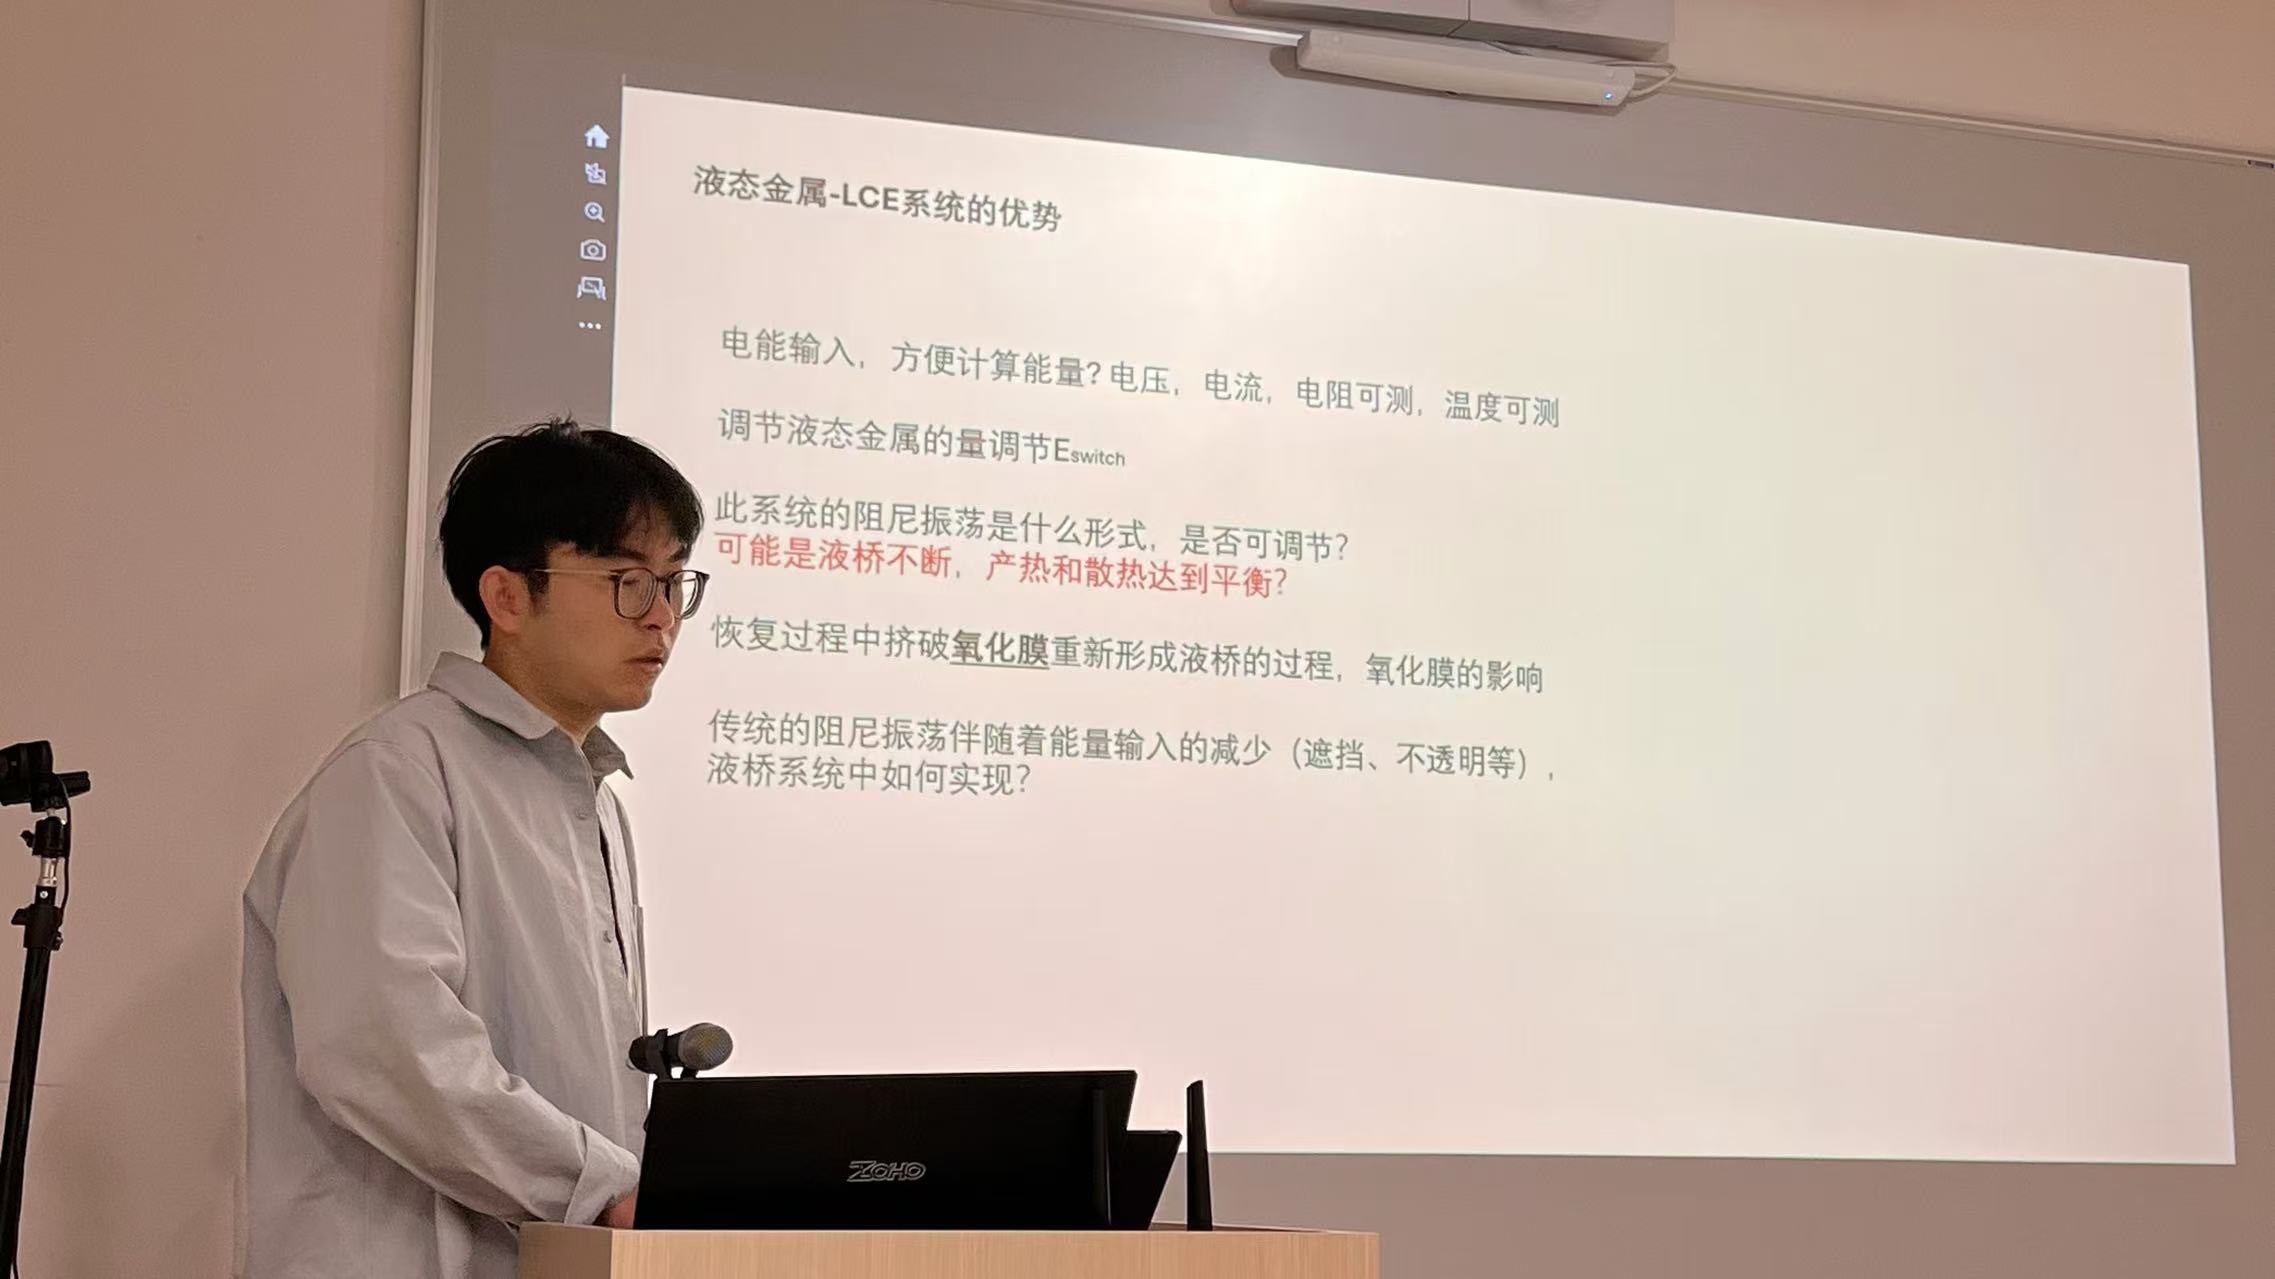 液态金属-LCE系统的优势
电能输入，方便计算能量？电压，电流，电阻可测，温度可测
调节液态金属的量调节Eswitch
此系统的阻尼振荡是什么形式，是否可调节？
可能是液桥不断，产热和散热达到平衡？
恢复过程中挤破氧化膜重新形成液桥的过程，氧化膜的影响
传统的阻尼振荡伴随着能量输入的减少（遮挡、不透明等），
液桥系统中如何实现？
ZOHO